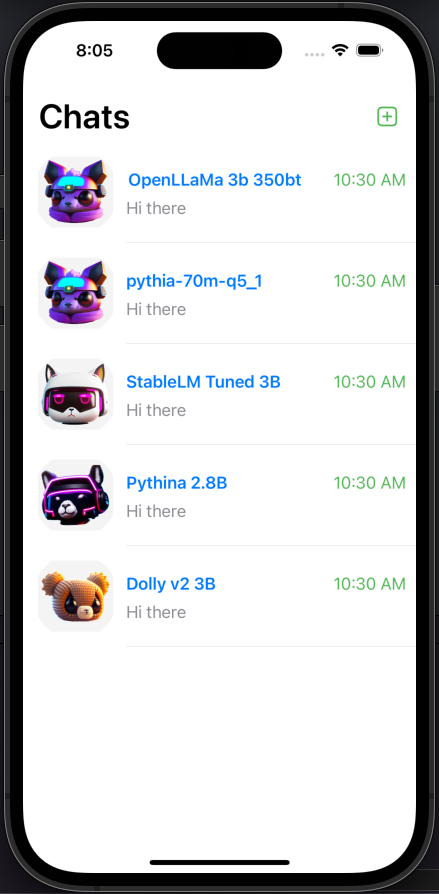 8:05
Chats
OpenLLaMa 3b 350bt 10:30 AM
Hi there
pythia-70m-q5_1 10:30 AM
Hi there
StableLM Tuned 3B 10:30 AM
Hi there
Pythina 2.8B 10:30 AM
Hi there
Dolly v2 3B 10:30 AM
Hi there